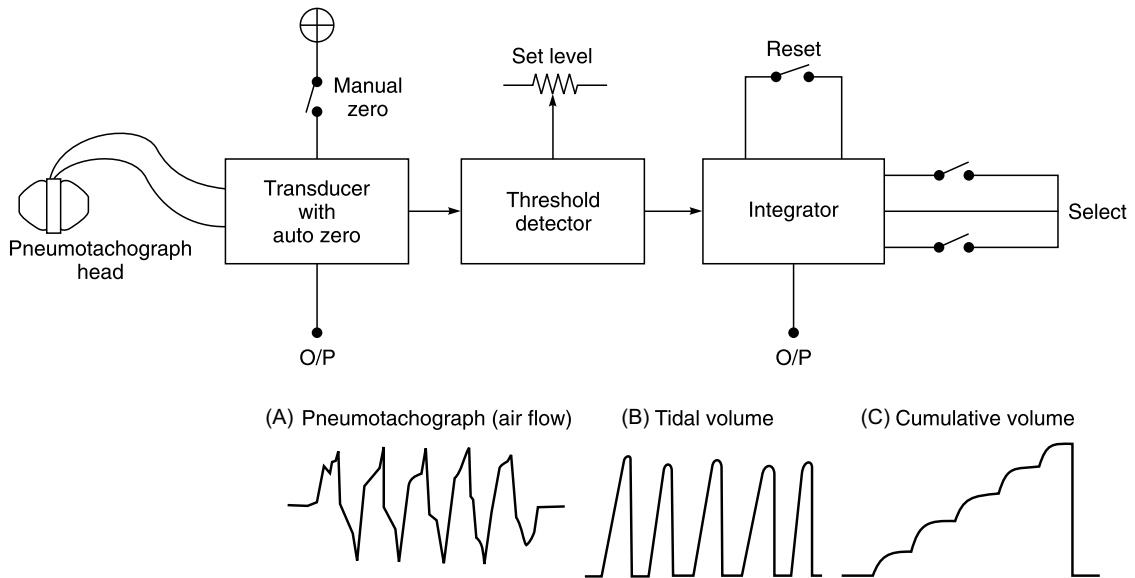 Manual
zero
Set level
Reset
Pneumotachograph
head
Transducer
with
auto zero
Threshold
detector
Integrator
Select
O/P
O/P
(A) Pneumotachograph (air flow)
(B) Tidal volume
(C) Cumulative volume